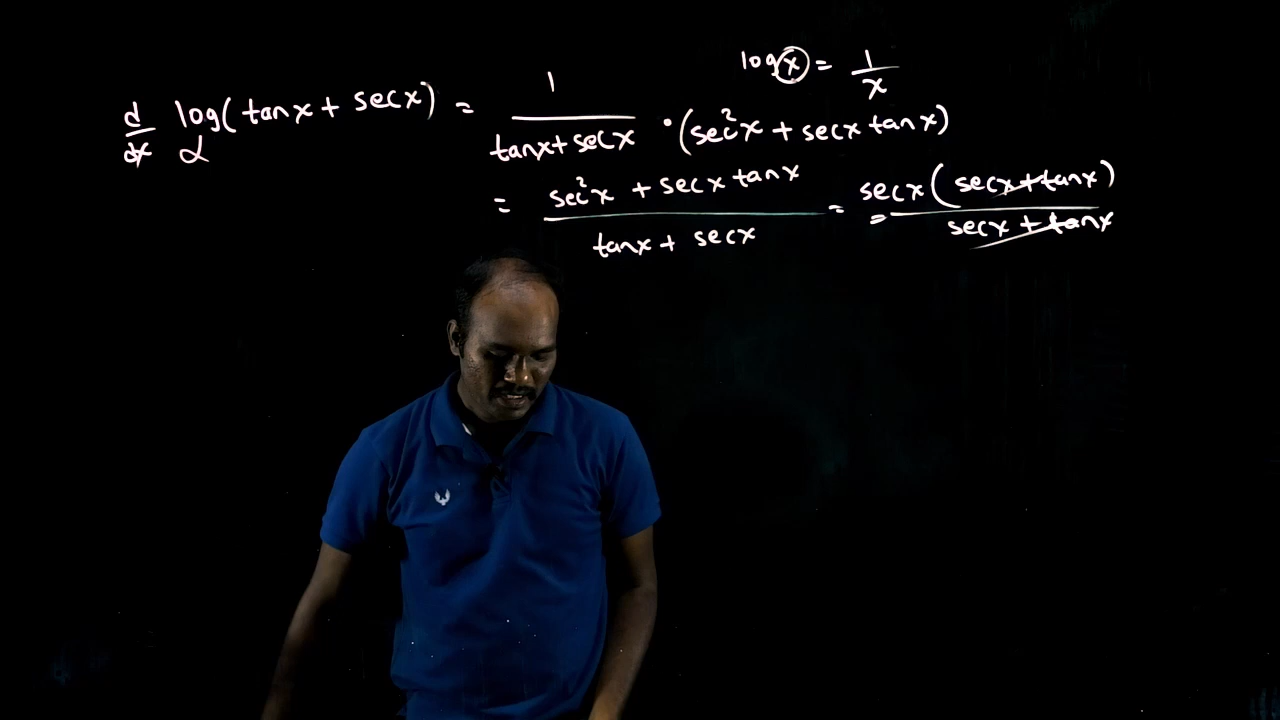 log x = 1/x
d/dx log(tanx + secx) = 1/(tanx + secx) · (sec²x + secx tanx)
α
= (sec²x + secx tanx)/(tanx + secx) = = secx(secx + tanx)/(secx + tanx)